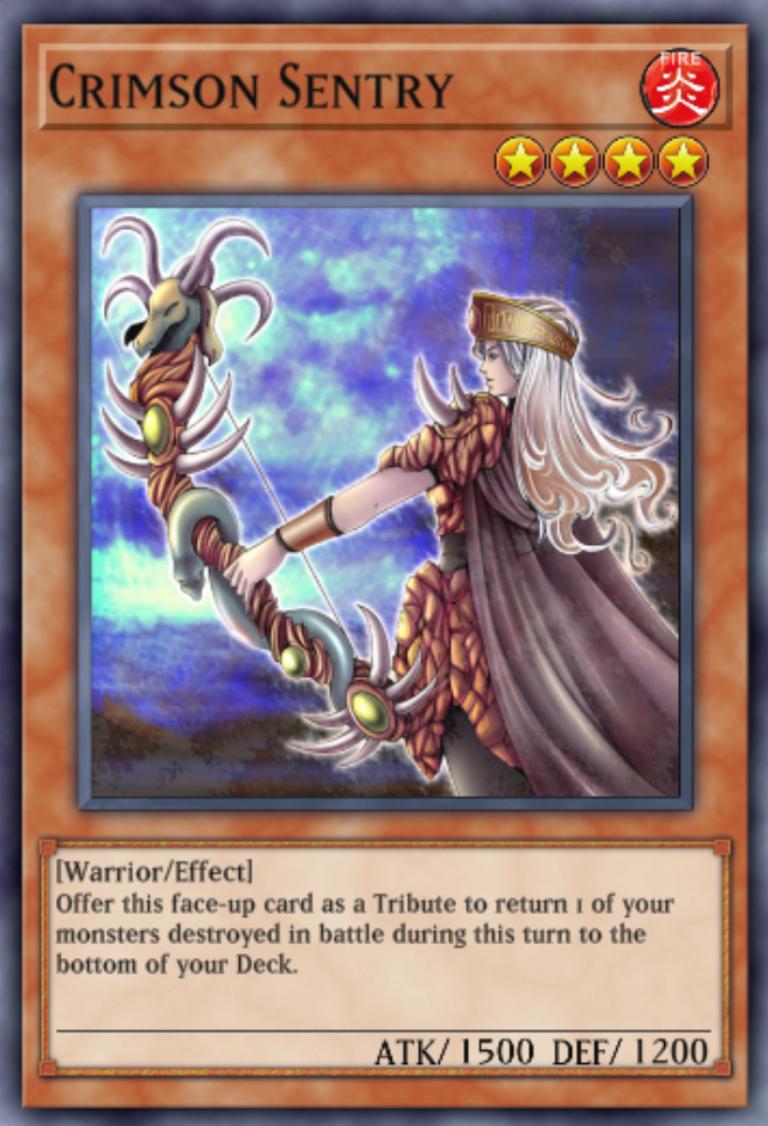 Crimson Sentry
FIRE
炎
[Warrior/Effect]
Offer this face-up card as a Tribute to return 1 of your
monsters destroyed in battle during this turn to the
bottom of your Deck.
ATK/ 1500 DEF/ 1200